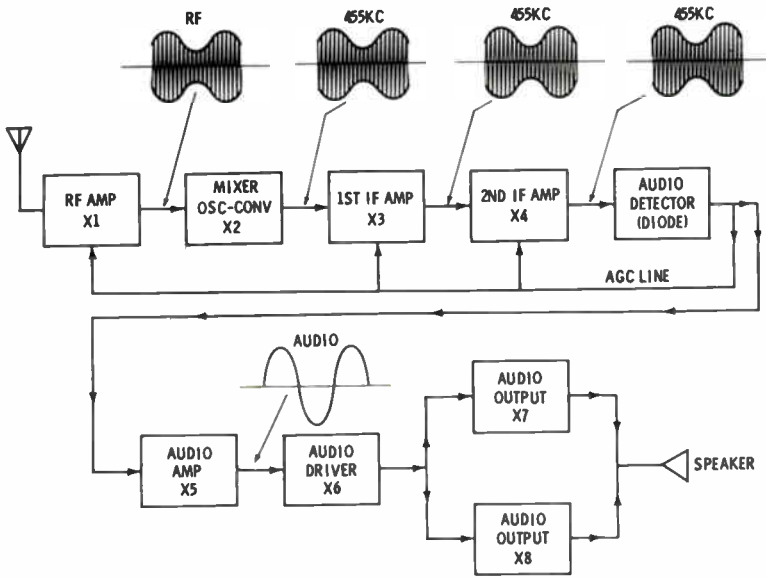 RF
455KC
455KC
455KC
RF AMP
X1
MIXER
OSC-CONV
X2
1ST IF AMP
X3
2ND IF AMP
X4
AUDIO
DETECTOR
(DIODE)
AGC LINE
AUDIO
AUDIO
AMP
X5
AUDIO
DRIVER
X6
AUDIO
OUTPUT
X7
AUDIO
OUTPUT
X8
SPEAKER